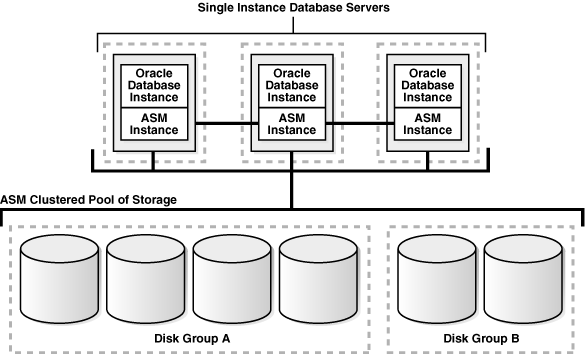 Single Instance Database Servers
Oracle
Database
Instance
ASM
Instance
Oracle
Database
Instance
ASM
Instance
Oracle
Database
Instance
ASM
Instance
ASM Clustered Pool of Storage
Disk Group A
Disk Group B